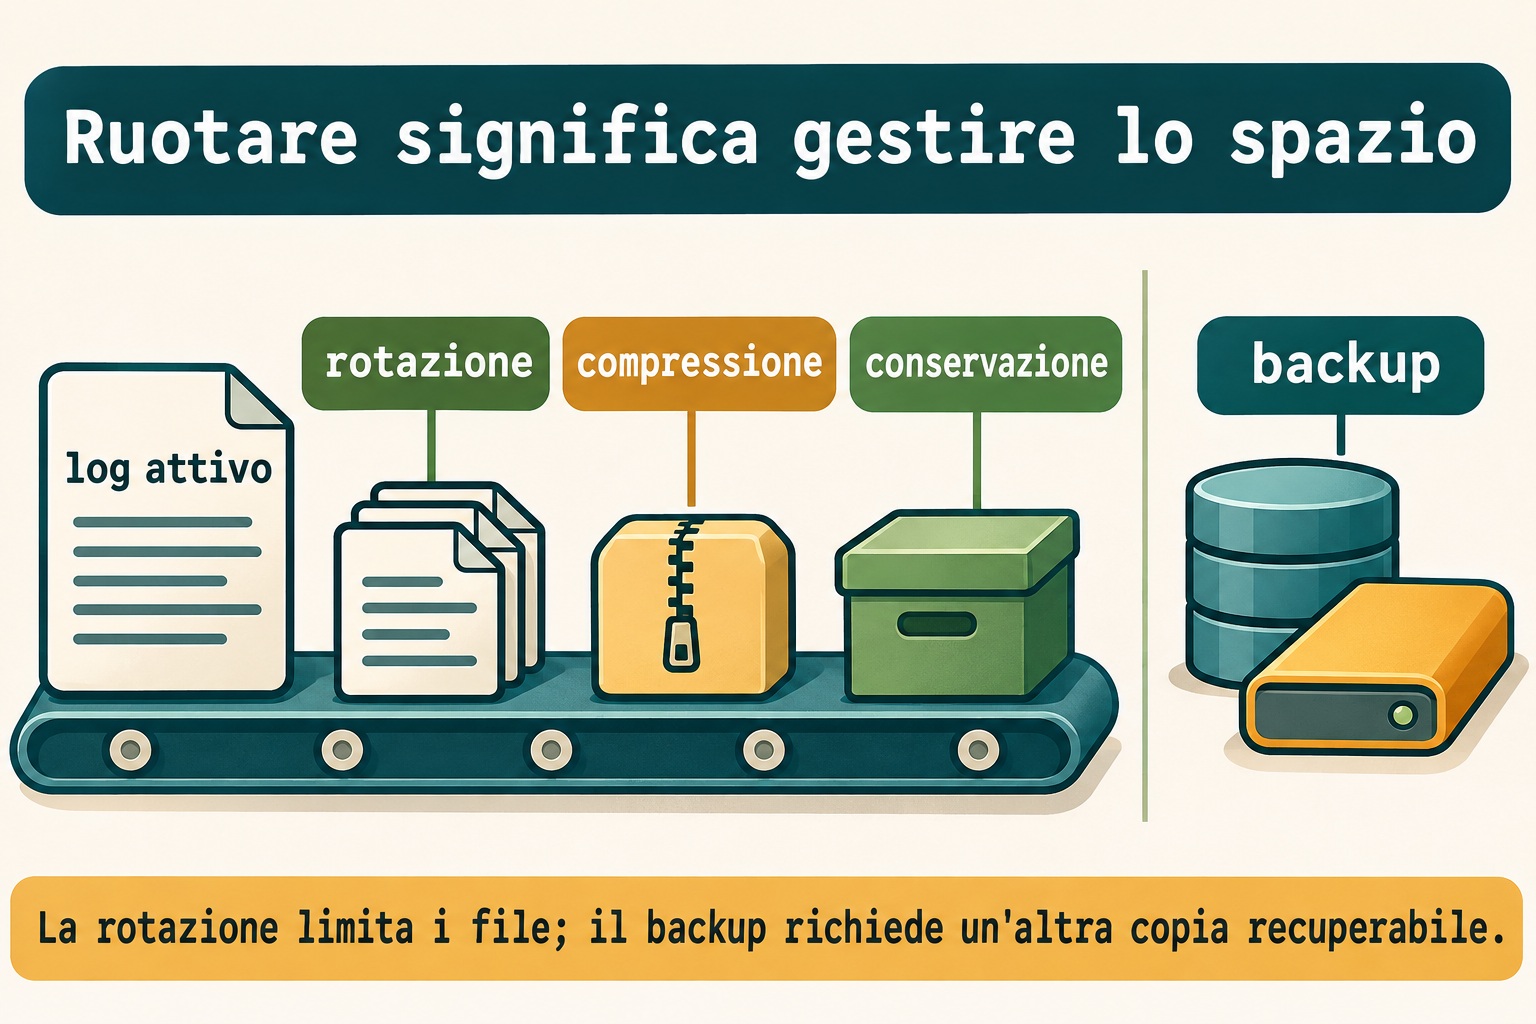 Ruotare significa gestire lo spazio
rotazione
compressione
conservazione
backup
log attivo
La rotazione limita i file; il backup richiede un'altra copia recuperabile.